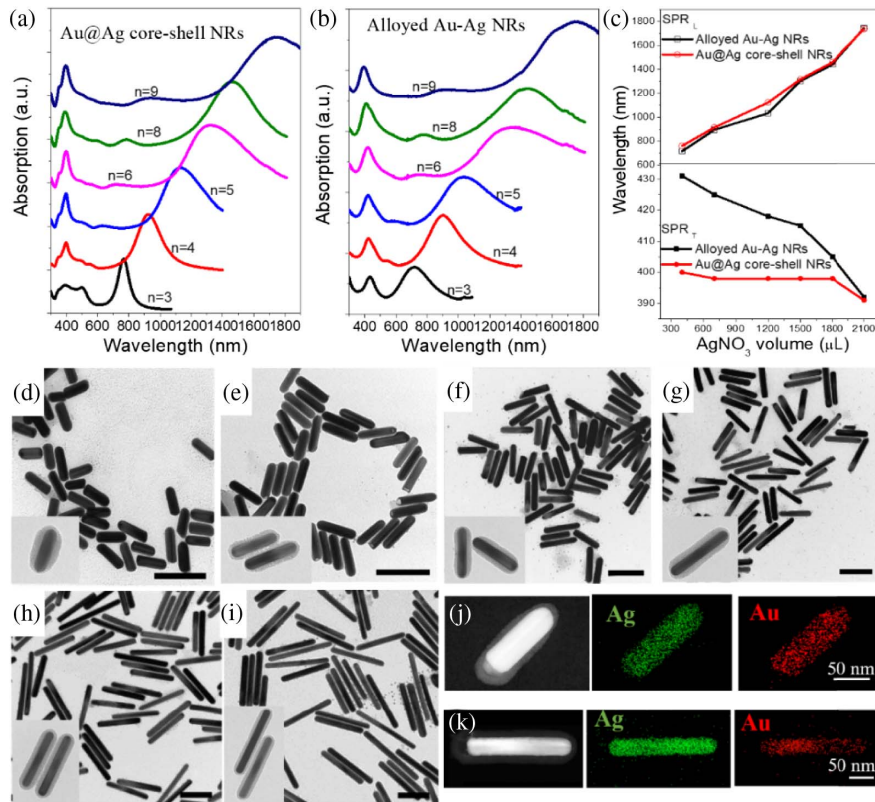 (a)
Au@Ag core-shell NRs
n=9
n=8
n=6
n=5
n=4
n=3
Absorption (a.u.)
400 600 800 1000 1200 1400 1600 1800
Wavelength (nm)
(b)
Alloyed Au-Ag NRs
n=9
n=8
n=6
n=5
n=4
n=3
Absorption (a.u.)
400 600 800 1000 1200 1400 1600 1800
Wavelength (nm)
(c)
1800
1600
1400
1200
1000
800
600
SPR L
Alloyed Au-Ag NRs
Au@Ag core-shell NRs
Wavelength (nm)
430
420
410
400
390
SPR T
Alloyed Au-Ag NRs
Au@Ag core-shell NRs
300 600 900 1200 1500 1800 2100
AgNO3 volume (μL)
(d)
(e)
(f)
(g)
(h)
(i)
(j)
Ag
Au
50 nm
(k)
Ag
Au
50 nm